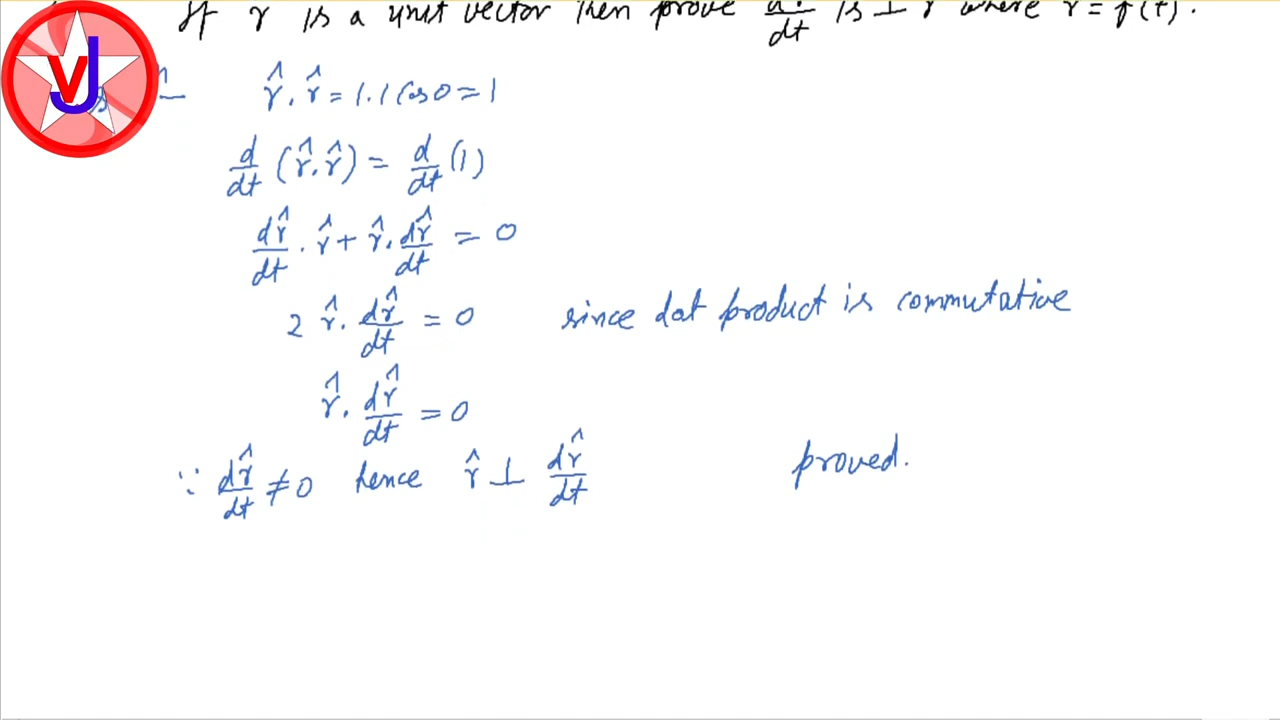 If r is a unit vector then prove dr/dt is ⊥ r where r = f(t).
VJ
r̂ . r̂ = 1.1 Cos 0 = 1
d/dt (r̂.r̂) = d/dt (1)
dr̂/dt . r̂ + r̂ . dr̂/dt = 0
2 r̂ . dr̂/dt = 0 since dot product is commutative
r̂ . dr̂/dt = 0
∵ dr̂/dt ≠ 0 hence r̂ ⊥ dr̂/dt proved.